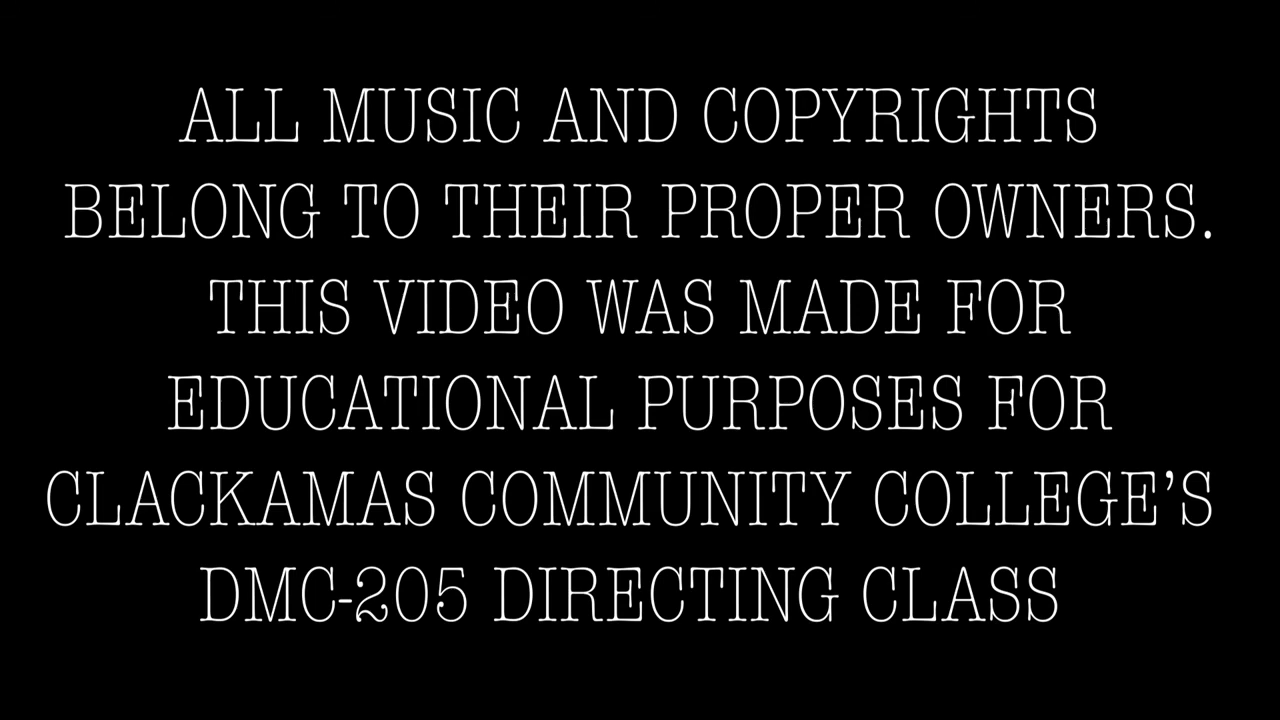 ALL MUSIC AND COPYRIGHTS
BELONG TO THEIR PROPER OWNERS.
THIS VIDEO WAS MADE FOR
EDUCATIONAL PURPOSES FOR
CLACKAMAS COMMUNITY COLLEGE’S
DMC-205 DIRECTING CLASS